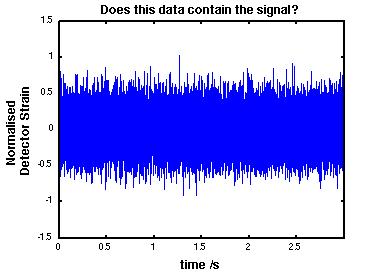 Does this data contain the signal?
1.5
1
0.5
0
-0.5
-1
-1.5
Normalised
Detector Strain
0 0.5 1 1.5 2 2.5
time /s